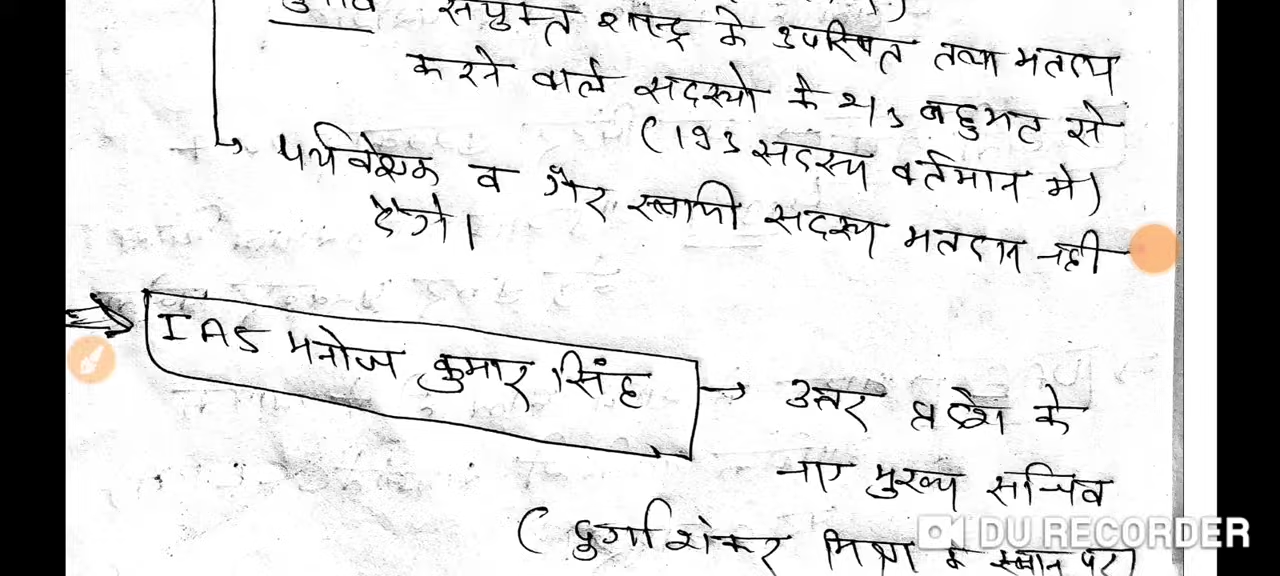 चुनाव संयुक्त राष्ट्र के उपस्थित तथा मतदान
करने वाले सदस्यो के 2/3 बहुमत से
(193 सदस्य वर्तमान मे)
पर्यवेक्षक व गैर स्थायी सदस्य मतदान नही
देंगे।
IAS मनोज कुमार सिंह → उत्तर प्रदेश के
नए मुख्य सचिव
(दुर्गा शंकर मिश्रा के स्थान पर)
DU RECORDER